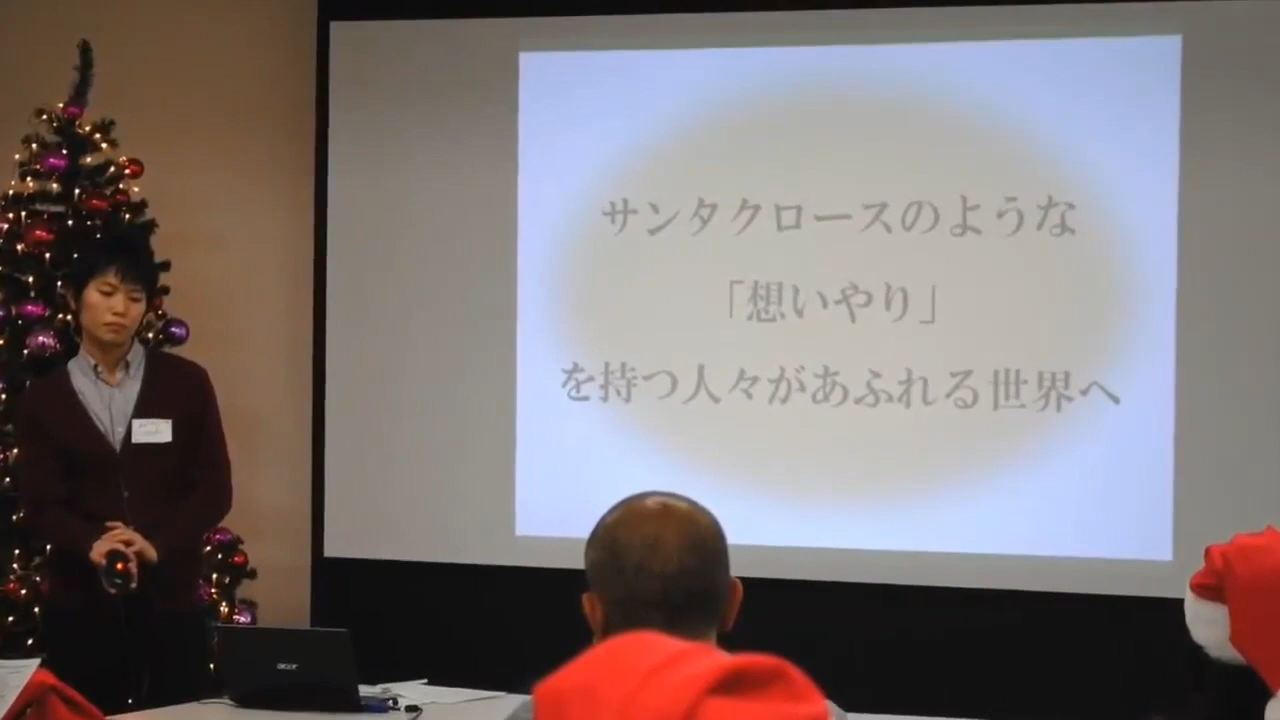 サンタクロースのような
「想いやり」
を持つ人々があふれる世界へ
acer